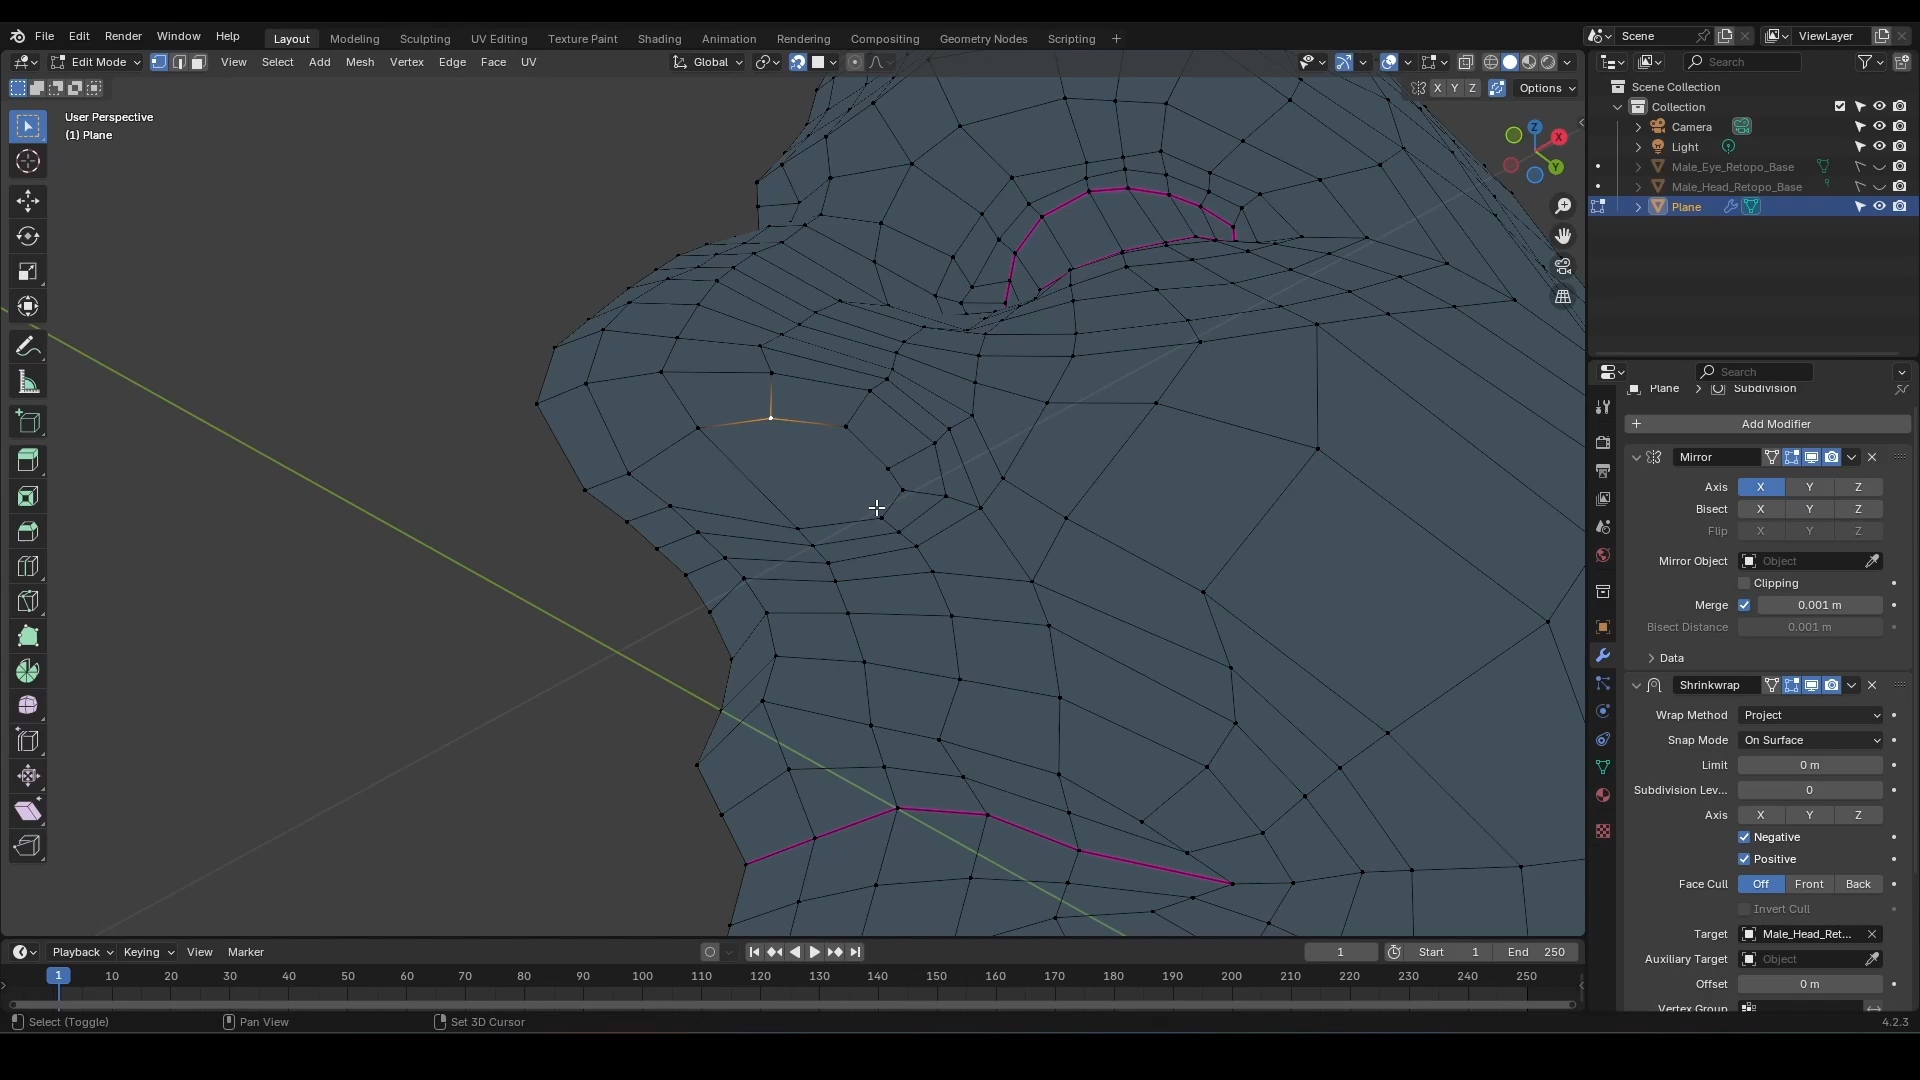 File Edit Render Window Help Layout Modeling Sculpting UV Editing Texture Paint Shading Animation Rendering Compositing Geometry Nodes Scripting + Scene ViewLayer
Edit Mode View Select Add Mesh Vertex Edge Face UV Global Search
X Y Z Options
Scene Collection
Collection
Camera
Light
Male_Eye_Retopo_Base
Male_Head_Retopo_Base
Plane
User Perspective
(1) Plane
Z
X
Y
Search
Plane > Subdivision
+ Add Modifier
Mirror
Axis X Y Z
Bisect X Y Z
Flip X Y Z
Mirror Object Object
Clipping
Merge 0.001 m
Bisect Distance 0.001 m
Data
Shrinkwrap
Wrap Method Project
Snap Mode On Surface
Limit 0 m
Subdivision Lev... 0
Axis X Y Z
Negative
Positive
Face Cull Off Front Back
Invert Cull
Target Male_Head_Ret...
Auxiliary Target Object
Offset 0 m
Vertex Group
Playback Keying View Marker 1 Start 1 End 250
1 10 20 30 40 50 60 70 80 90 100 110 120 130 140 150 160 170 180 190 200 210 220 230 240 250
Select (Toggle) Pan View Set 3D Cursor 4.2.3